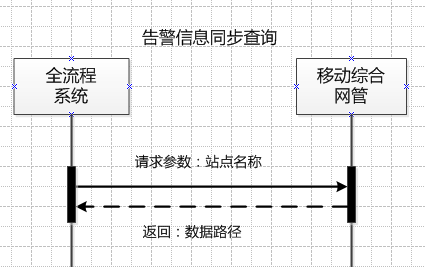 告警信息同步查询
全流程
系统
移动综合
网管
请求参数：站点名称
返回：数据路径